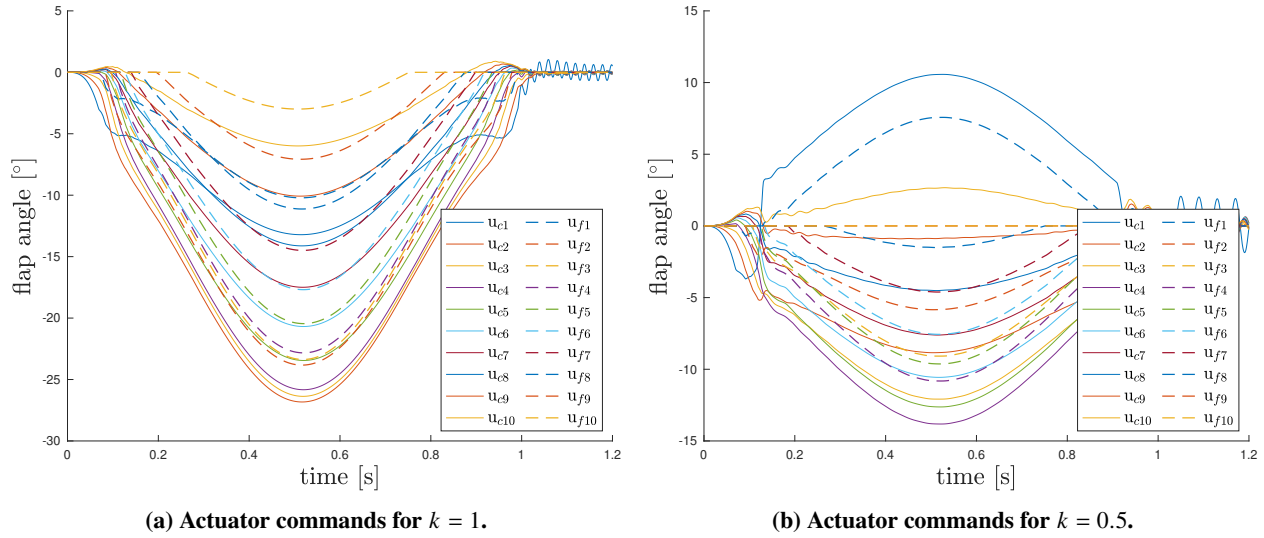 5
0
-5
-10
-15
-20
-25
-30
0 0.2 0.4 0.6 0.8 1 1.2
flap angle [°]
time [s]
u_c1 u_f1
u_c2 u_f2
u_c3 u_f3
u_c4 u_f4
u_c5 u_f5
u_c6 u_f6
u_c7 u_f7
u_c8 u_f8
u_c9 u_f9
u_c10 u_f10
(a) Actuator commands for k = 1.
15
10
5
0
-5
-10
-15
0 0.2 0.4 0.6 0.8 1 1.2
flap angle [°]
time [s]
u_c1 u_f1
u_c2 u_f2
u_c3 u_f3
u_c4 u_f4
u_c5 u_f5
u_c6 u_f6
u_c7 u_f7
u_c8 u_f8
u_c9 u_f9
u_c10 u_f10
(b) Actuator commands for k = 0.5.